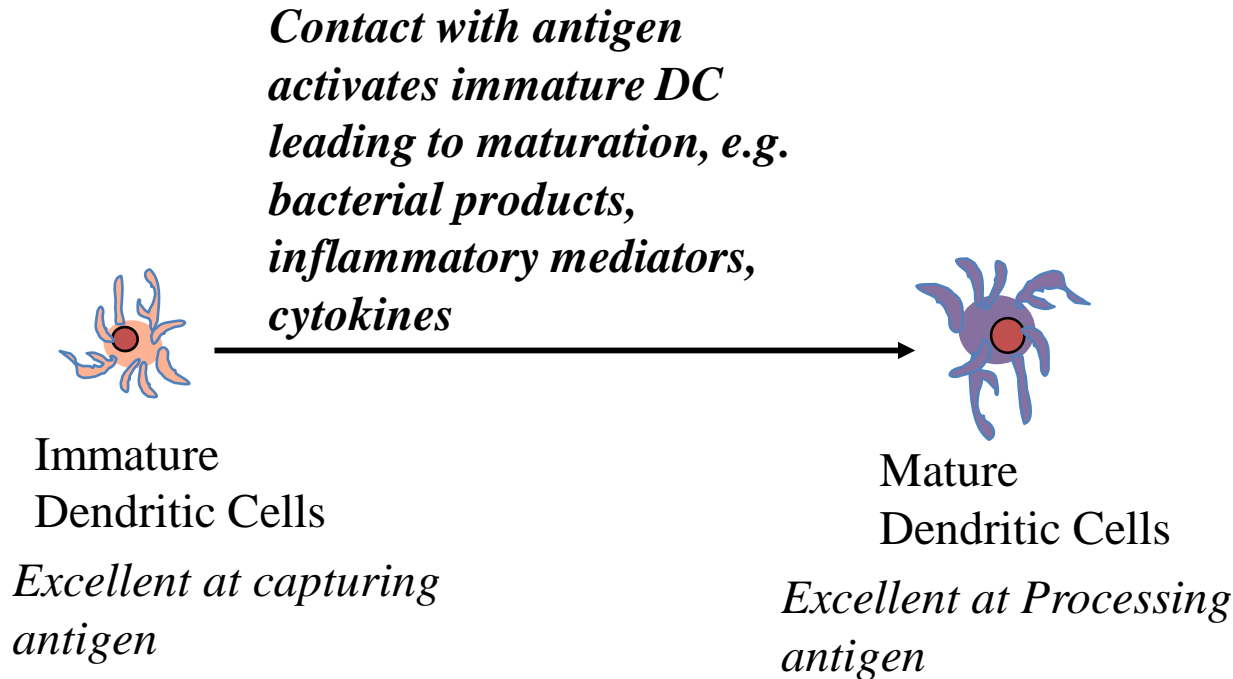 Contact with antigen
activates immature DC
leading to maturation, e.g.
bacterial products,
inflammatory mediators,
cytokines
Immature
Dendritic Cells
Excellent at capturing
antigen
Mature
Dendritic Cells
Excellent at Processing
antigen